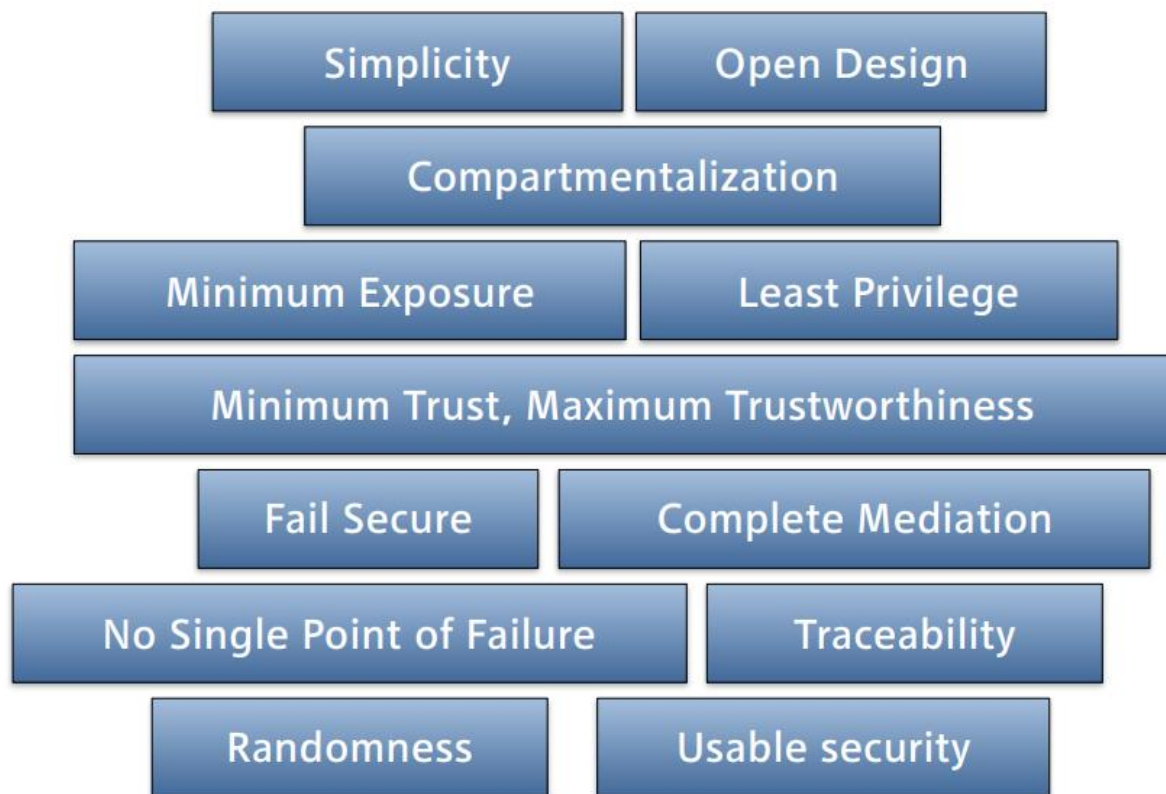 Simplicity Open Design
Compartmentalization
Minimum Exposure Least Privilege
Minimum Trust, Maximum Trustworthiness
Fail Secure Complete Mediation
No Single Point of Failure Traceability
Randomness Usable security